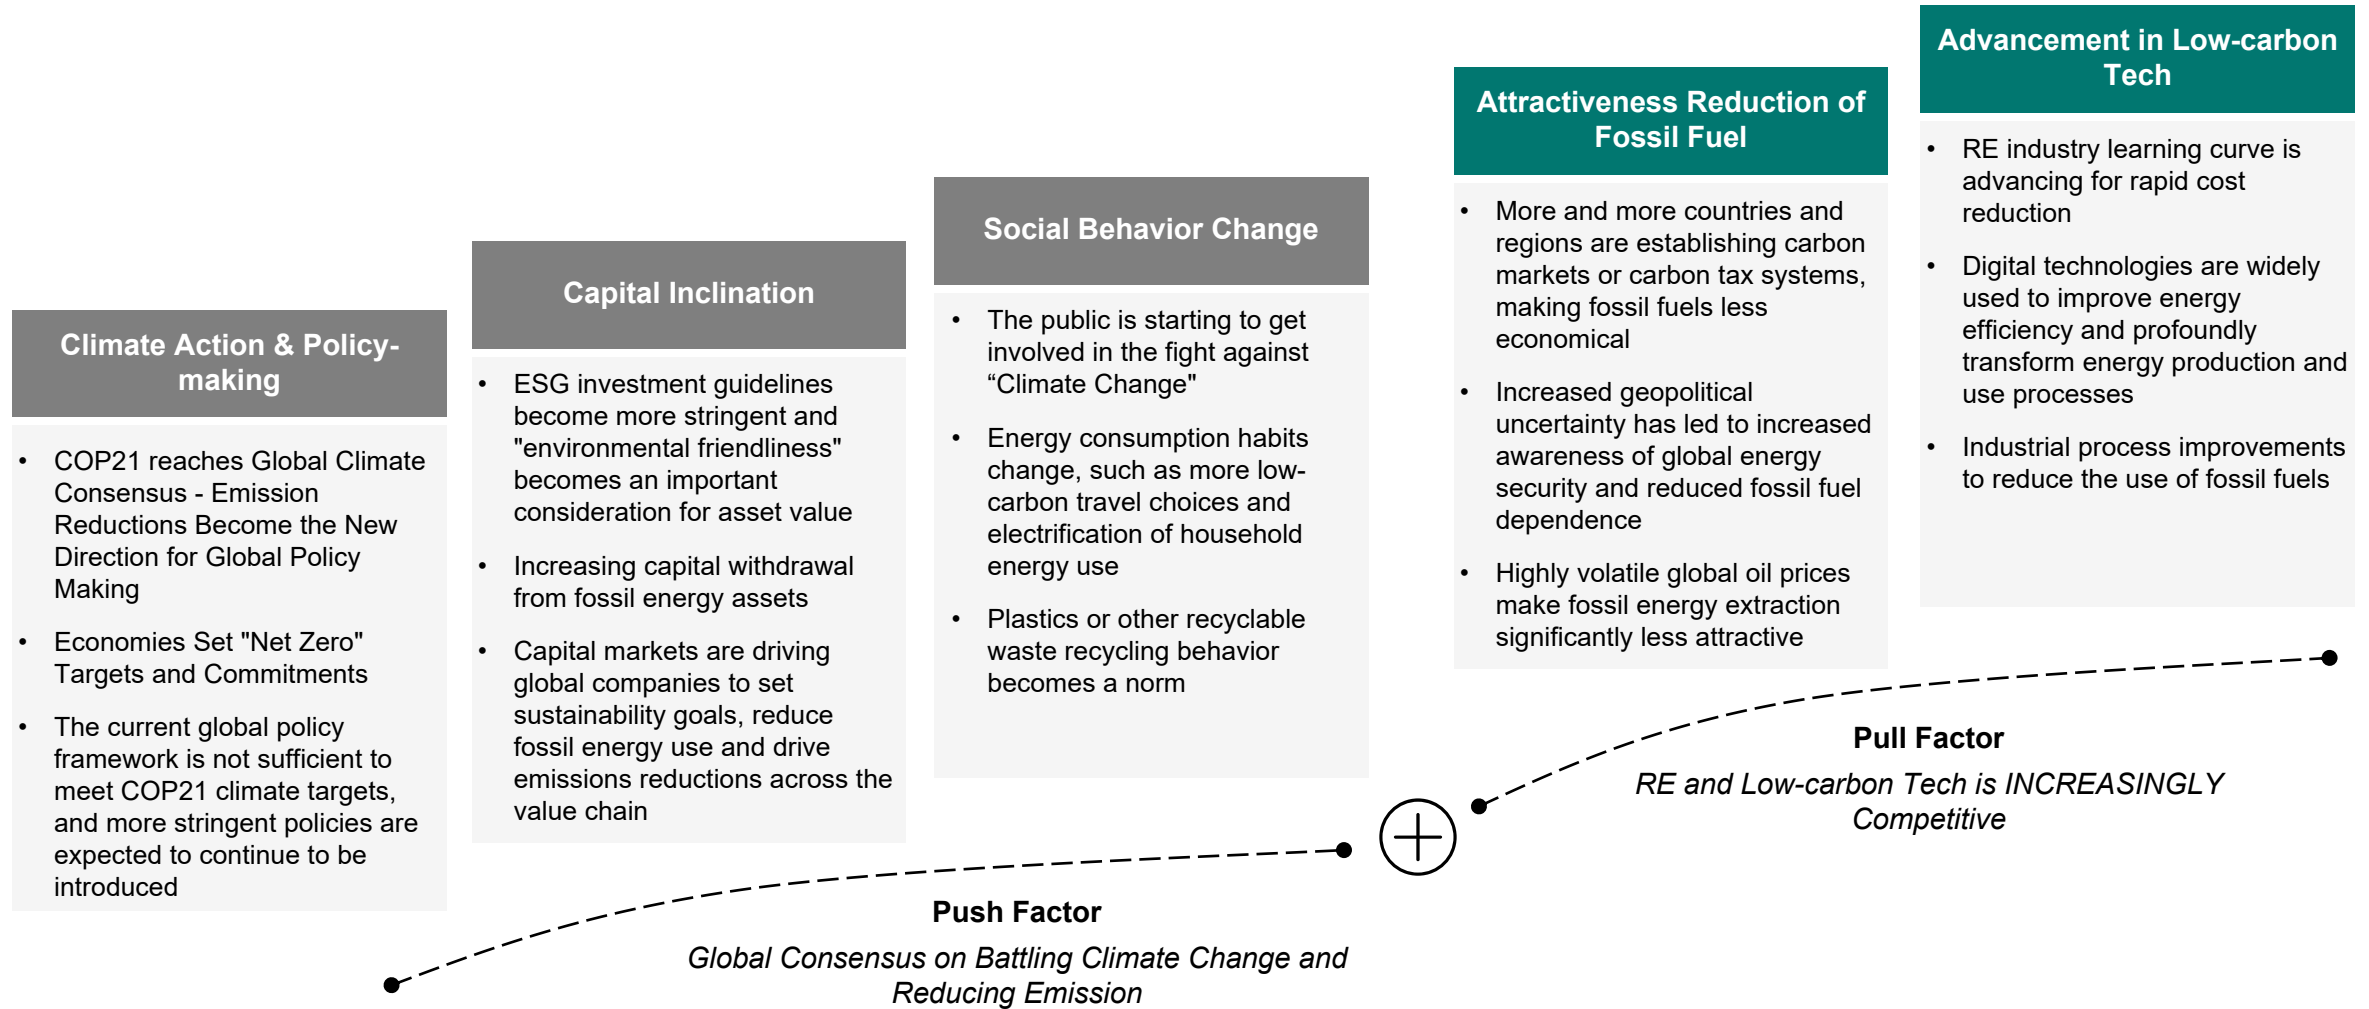 Climate Action & Policy-
making
• COP21 reaches Global Climate
Consensus - Emission
Reductions Become the New
Direction for Global Policy
Making
• Economies Set "Net Zero"
Targets and Commitments
• The current global policy
framework is not sufficient to
meet COP21 climate targets,
and more stringent policies are
expected to continue to be
introduced
Capital Inclination
• ESG investment guidelines
become more stringent and
"environmental friendliness"
becomes an important
consideration for asset value
• Increasing capital withdrawal
from fossil energy assets
• Capital markets are driving
global companies to set
sustainability goals, reduce
fossil energy use and drive
emissions reductions across the
value chain
Social Behavior Change
• The public is starting to get
involved in the fight against
“Climate Change"
• Energy consumption habits
change, such as more low-
carbon travel choices and
electrification of household
energy use
• Plastics or other recyclable
waste recycling behavior
becomes a norm
Attractiveness Reduction of
Fossil Fuel
• More and more countries and
regions are establishing carbon
markets or carbon tax systems,
making fossil fuels less
economical
• Increased geopolitical
uncertainty has led to increased
awareness of global energy
security and reduced fossil fuel
dependence
• Highly volatile global oil prices
make fossil energy extraction
significantly less attractive
Advancement in Low-carbon
Tech
• RE industry learning curve is
advancing for rapid cost
reduction
• Digital technologies are widely
used to improve energy
efficiency and profoundly
transform energy production and
use processes
• Industrial process improvements
to reduce the use of fossil fuels
Push Factor
Global Consensus on Battling Climate Change and
Reducing Emission
Pull Factor
RE and Low-carbon Tech is INCREASINGLY
Competitive